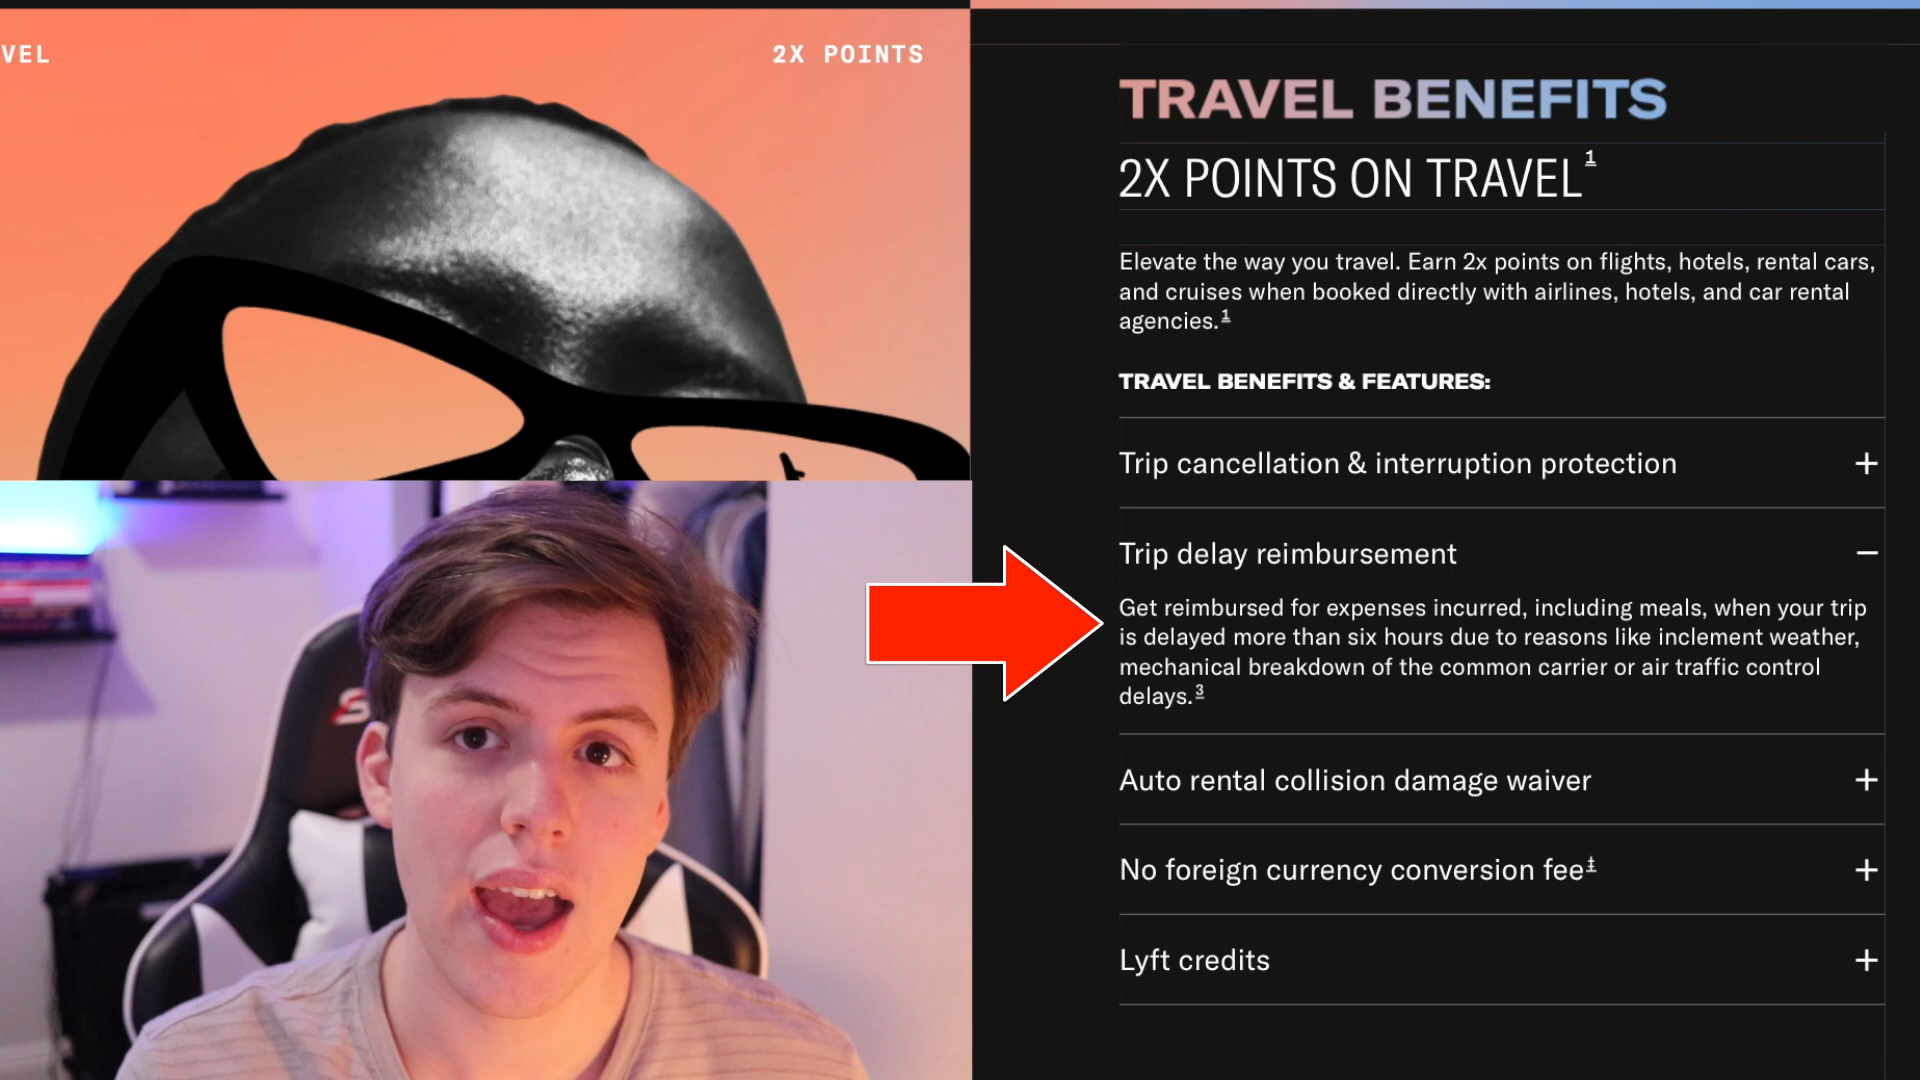 VEL
2X POINTS
TRAVEL BENEFITS
2X POINTS ON TRAVEL¹
Elevate the way you travel. Earn 2x points on flights, hotels, rental cars,
and cruises when booked directly with airlines, hotels, and car rental
agencies.¹
TRAVEL BENEFITS & FEATURES:
Trip cancellation & interruption protection +
Trip delay reimbursement −
Get reimbursed for expenses incurred, including meals, when your trip
is delayed more than six hours due to reasons like inclement weather,
mechanical breakdown of the common carrier or air traffic control
delays.³
Auto rental collision damage waiver +
No foreign currency conversion fee‡ +
Lyft credits +